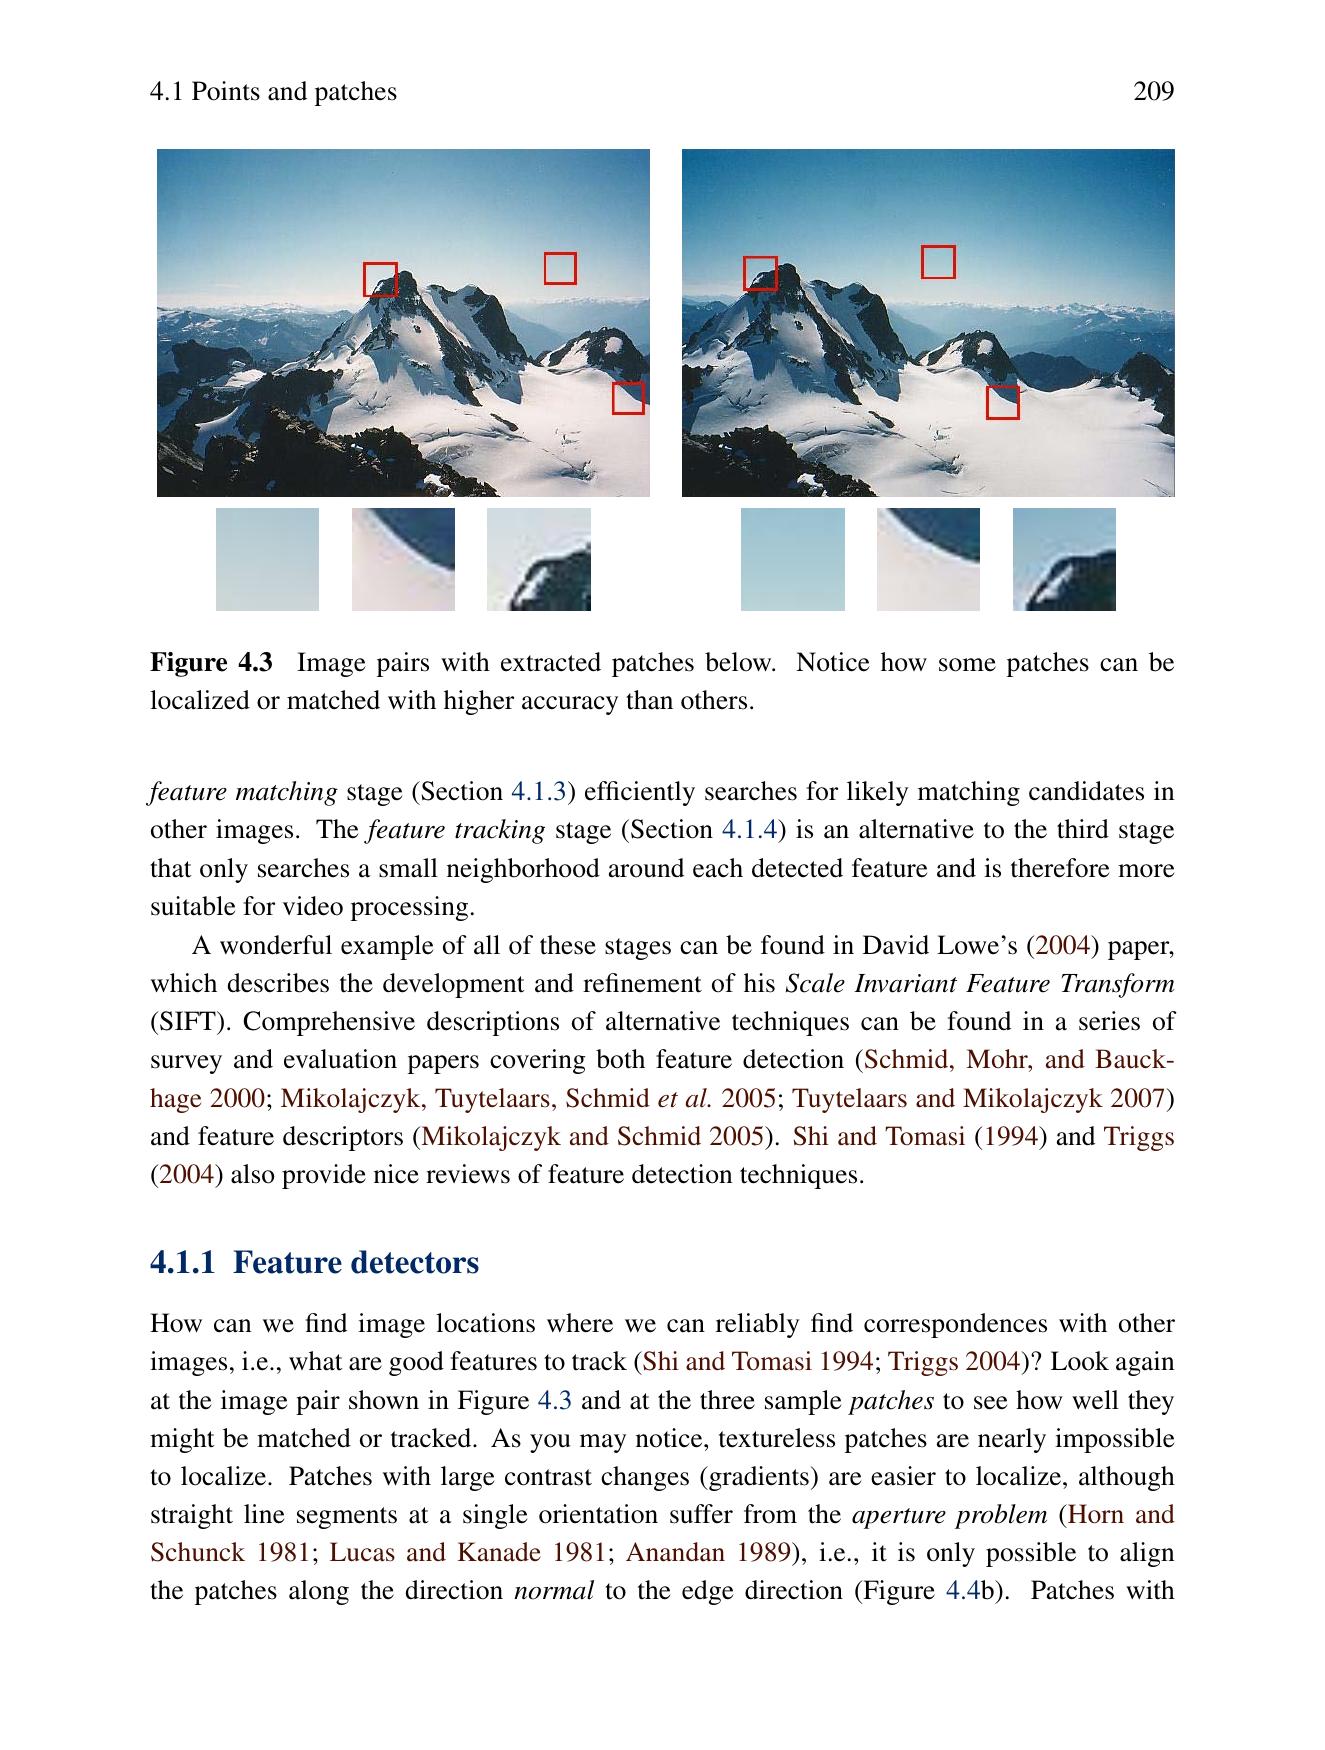 4.1 Points and patches 209
Figure 4.3 Image pairs with extracted patches below. Notice how some patches can be
localized or matched with higher accuracy than others.
feature matching stage (Section 4.1.3) efficiently searches for likely matching candidates in
other images. The feature tracking stage (Section 4.1.4) is an alternative to the third stage
that only searches a small neighborhood around each detected feature and is therefore more
suitable for video processing.
A wonderful example of all of these stages can be found in David Lowe's (2004) paper,
which describes the development and refinement of his Scale Invariant Feature Transform
(SIFT). Comprehensive descriptions of alternative techniques can be found in a series of
survey and evaluation papers covering both feature detection (Schmid, Mohr, and Bauck-
hage 2000; Mikolajczyk, Tuytelaars, Schmid et al. 2005; Tuytelaars and Mikolajczyk 2007)
and feature descriptors (Mikolajczyk and Schmid 2005). Shi and Tomasi (1994) and Triggs
(2004) also provide nice reviews of feature detection techniques.
4.1.1 Feature detectors
How can we find image locations where we can reliably find correspondences with other
images, i.e., what are good features to track (Shi and Tomasi 1994; Triggs 2004)? Look again
at the image pair shown in Figure 4.3 and at the three sample patches to see how well they
might be matched or tracked. As you may notice, textureless patches are nearly impossible
to localize. Patches with large contrast changes (gradients) are easier to localize, although
straight line segments at a single orientation suffer from the aperture problem (Horn and
Schunck 1981; Lucas and Kanade 1981; Anandan 1989), i.e., it is only possible to align
the patches along the direction normal to the edge direction (Figure 4.4b). Patches with